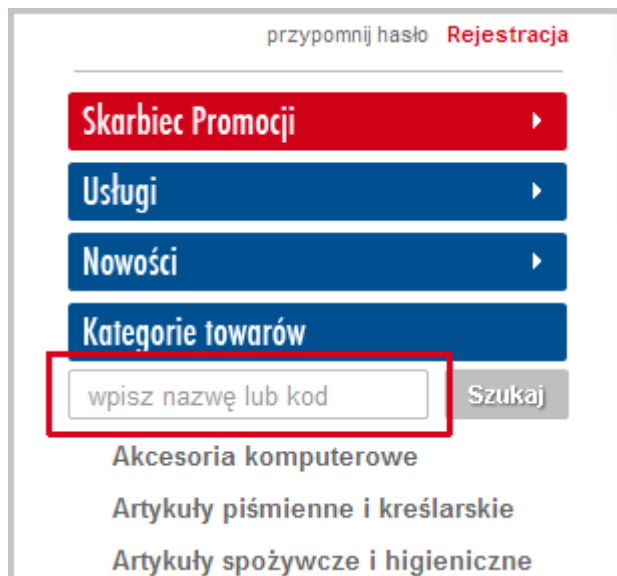 przypomnij hasło Rejestracja
Skarbiec Promocji
Usługi
Nowości
Kategorie towarów
wpisz nazwę lub kod Szukaj
Akcesoria komputerowe
Artykuły piśmienne i kreślarskie
Artykuły spożywcze i higieniczne